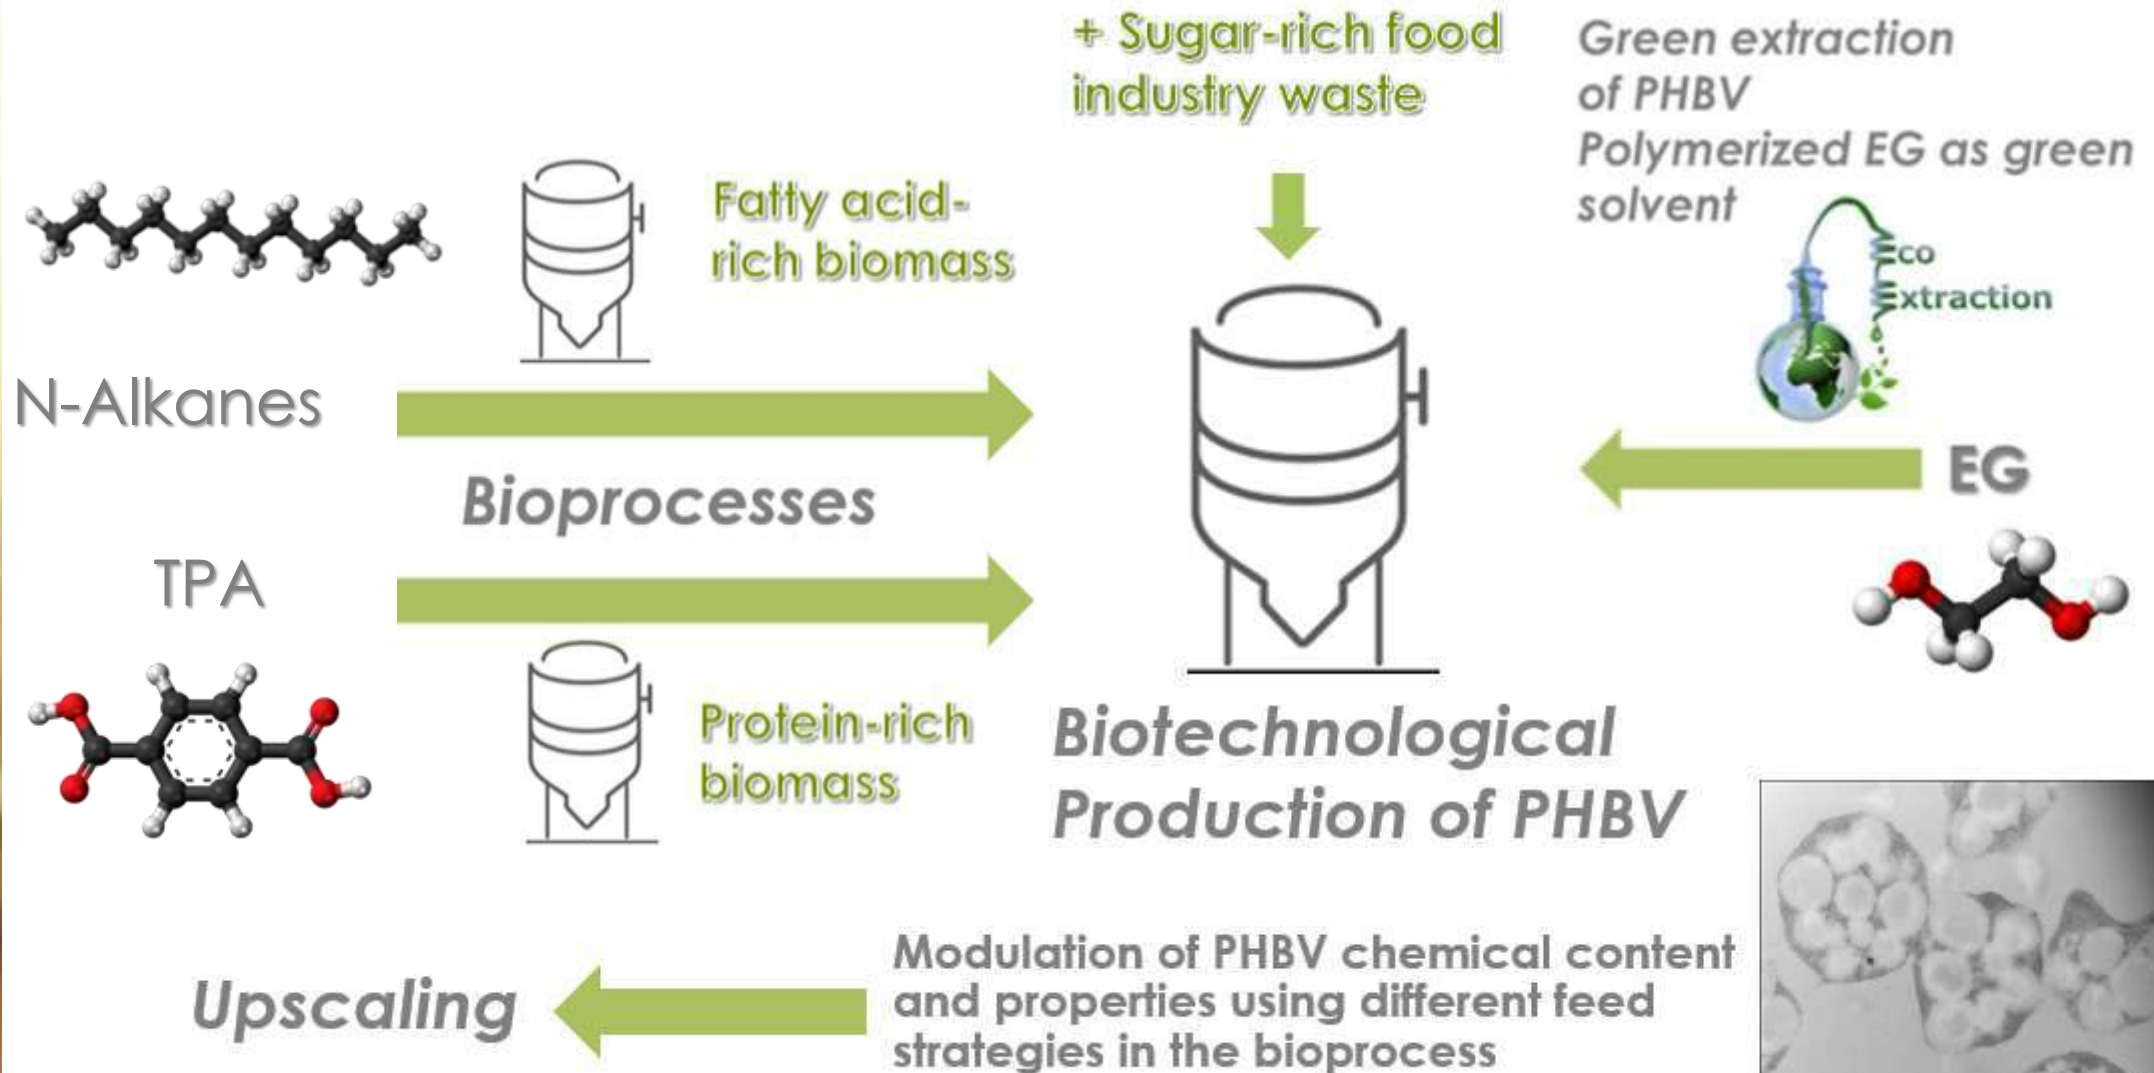 + Sugar-rich food
industry waste
Green extraction
of PHBV
Polymerized EG as green
solvent
Fatty acid-
rich biomass
Eco
Extraction
N-Alkanes
Bioprocesses
EG
TPA
Protein-rich
biomass
Biotechnological
Production of PHBV
Upscaling
Modulation of PHBV chemical content
and properties using different feed
strategies in the bioprocess